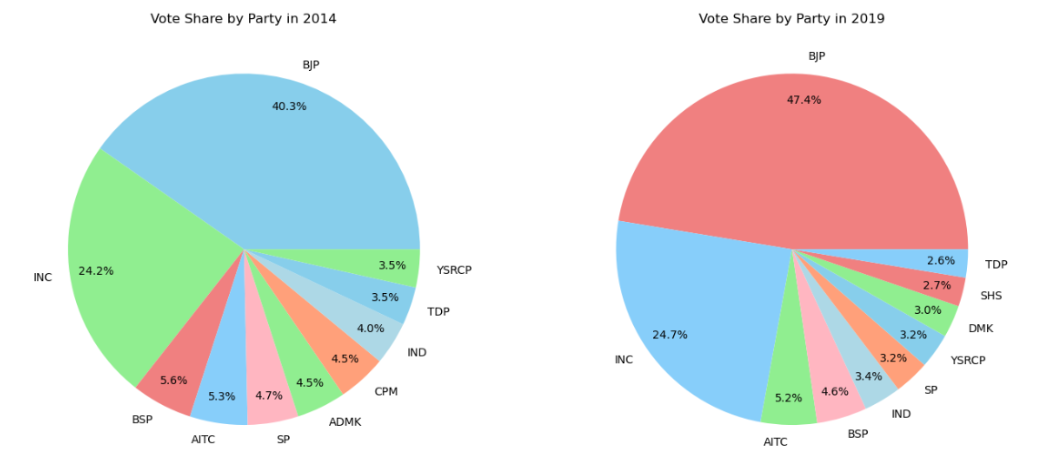 Vote Share by Party in 2014
BJP
40.3%
INC
24.2%
BSP
5.6%
AITC
5.3%
SP
4.7%
ADMK
4.5%
CPM
4.5%
IND
4.0%
TDP
3.5%
YSRCP
3.5%
Vote Share by Party in 2019
BJP
47.4%
INC
24.7%
AITC
5.2%
BSP
4.6%
IND
3.4%
SP
3.2%
YSRCP
3.2%
DMK
3.0%
SHS
2.7%
TDP
2.6%